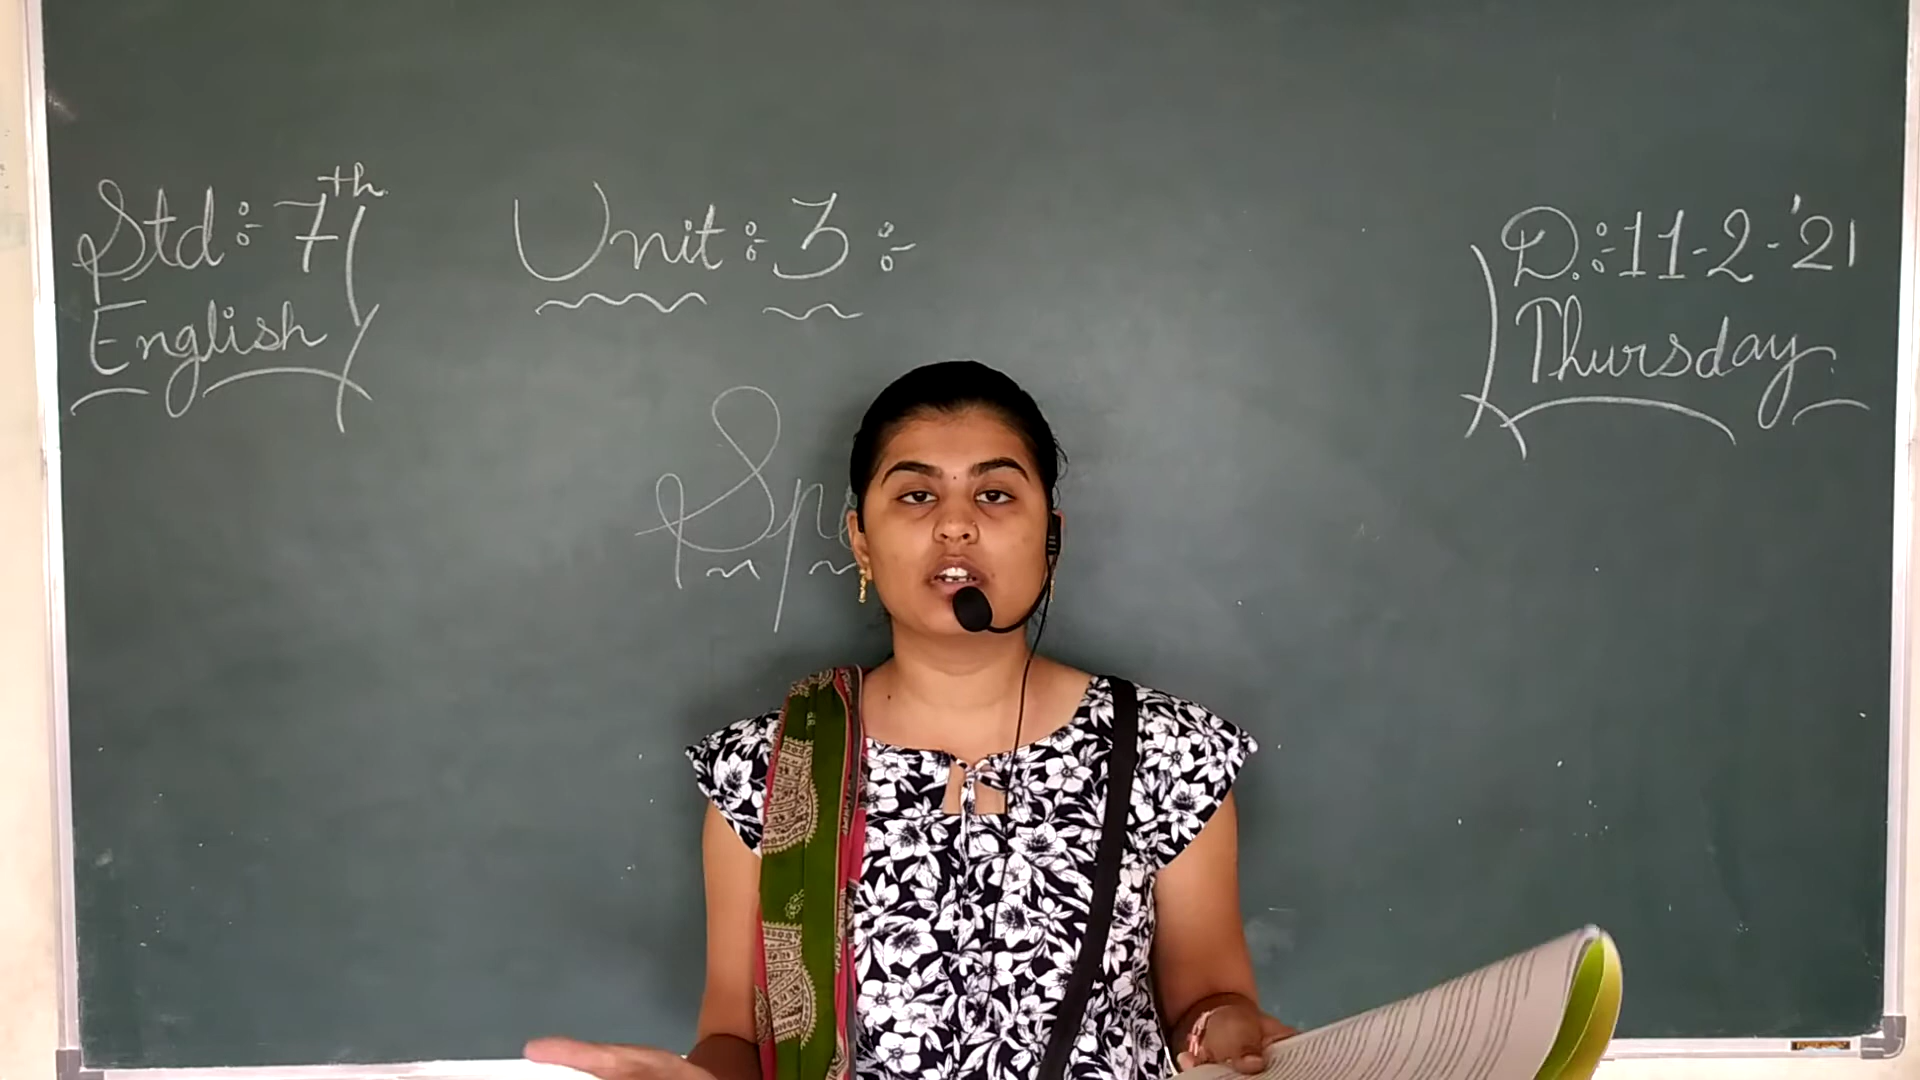 Std:- 7th
English
Unit:- 3:-
D.:-11-2-'21
Thursday